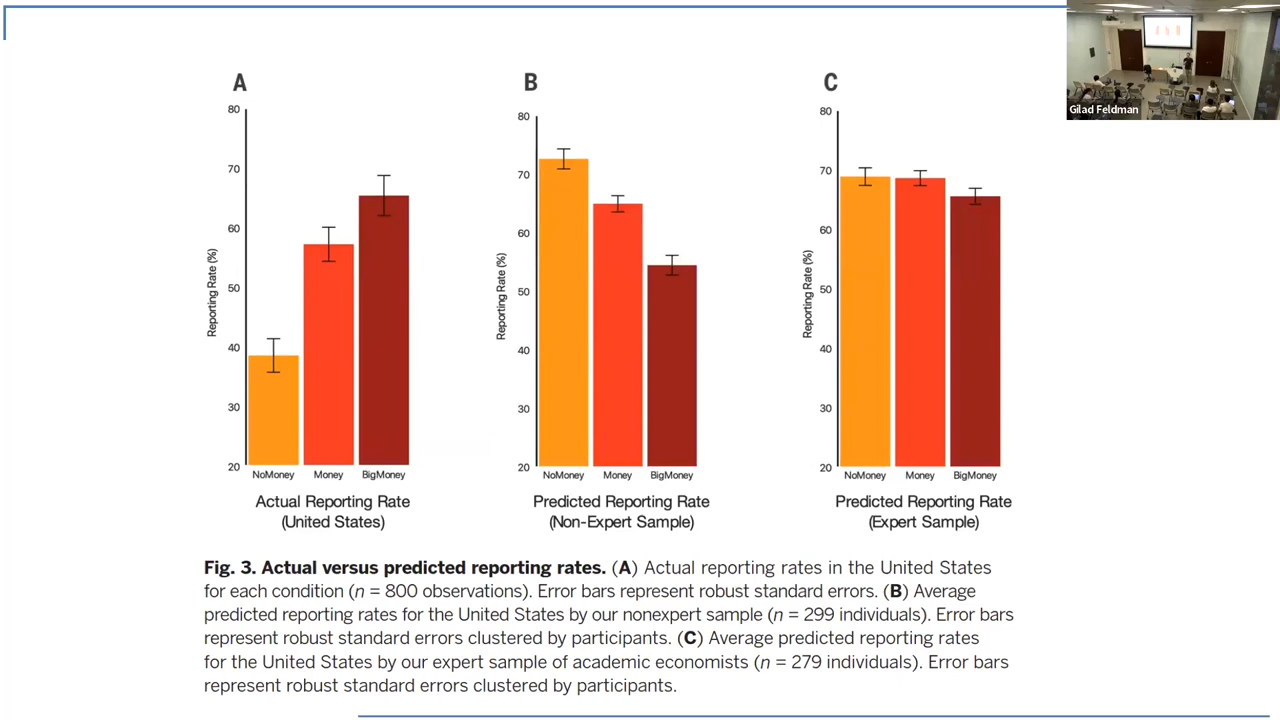 Gilad Feldman
A
80
70
60
50
40
30
20
Reporting Rate (%)
NoMoney Money BigMoney
Actual Reporting Rate
(United States)
B
80
70
60
50
40
30
20
Reporting Rate (%)
NoMoney Money BigMoney
Predicted Reporting Rate
(Non-Expert Sample)
C
80
70
60
50
40
30
20
Reporting Rate (%)
NoMoney Money BigMoney
Predicted Reporting Rate
(Expert Sample)
Fig. 3. Actual versus predicted reporting rates. (A) Actual reporting rates in the United States
for each condition (n = 800 observations). Error bars represent robust standard errors. (B) Average
predicted reporting rates for the United States by our nonexpert sample (n = 299 individuals). Error bars
represent robust standard errors clustered by participants. (C) Average predicted reporting rates
for the United States by our expert sample of academic economists (n = 279 individuals). Error bars
represent robust standard errors clustered by participants.